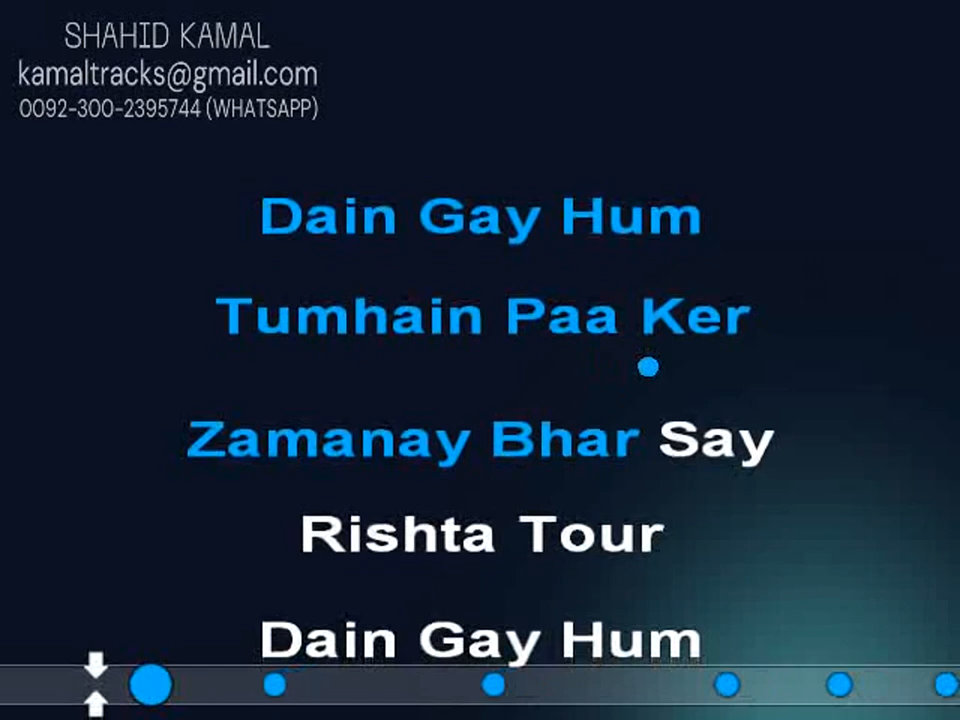 SHAHID KAMAL
kamaltracks@gmail.com
0092-300-2395744 (WHATSAPP)
Dain Gay Hum
Tumhain Paa Ker
Zamanay Bhar Say
Rishta Tour
Dain Gay Hum